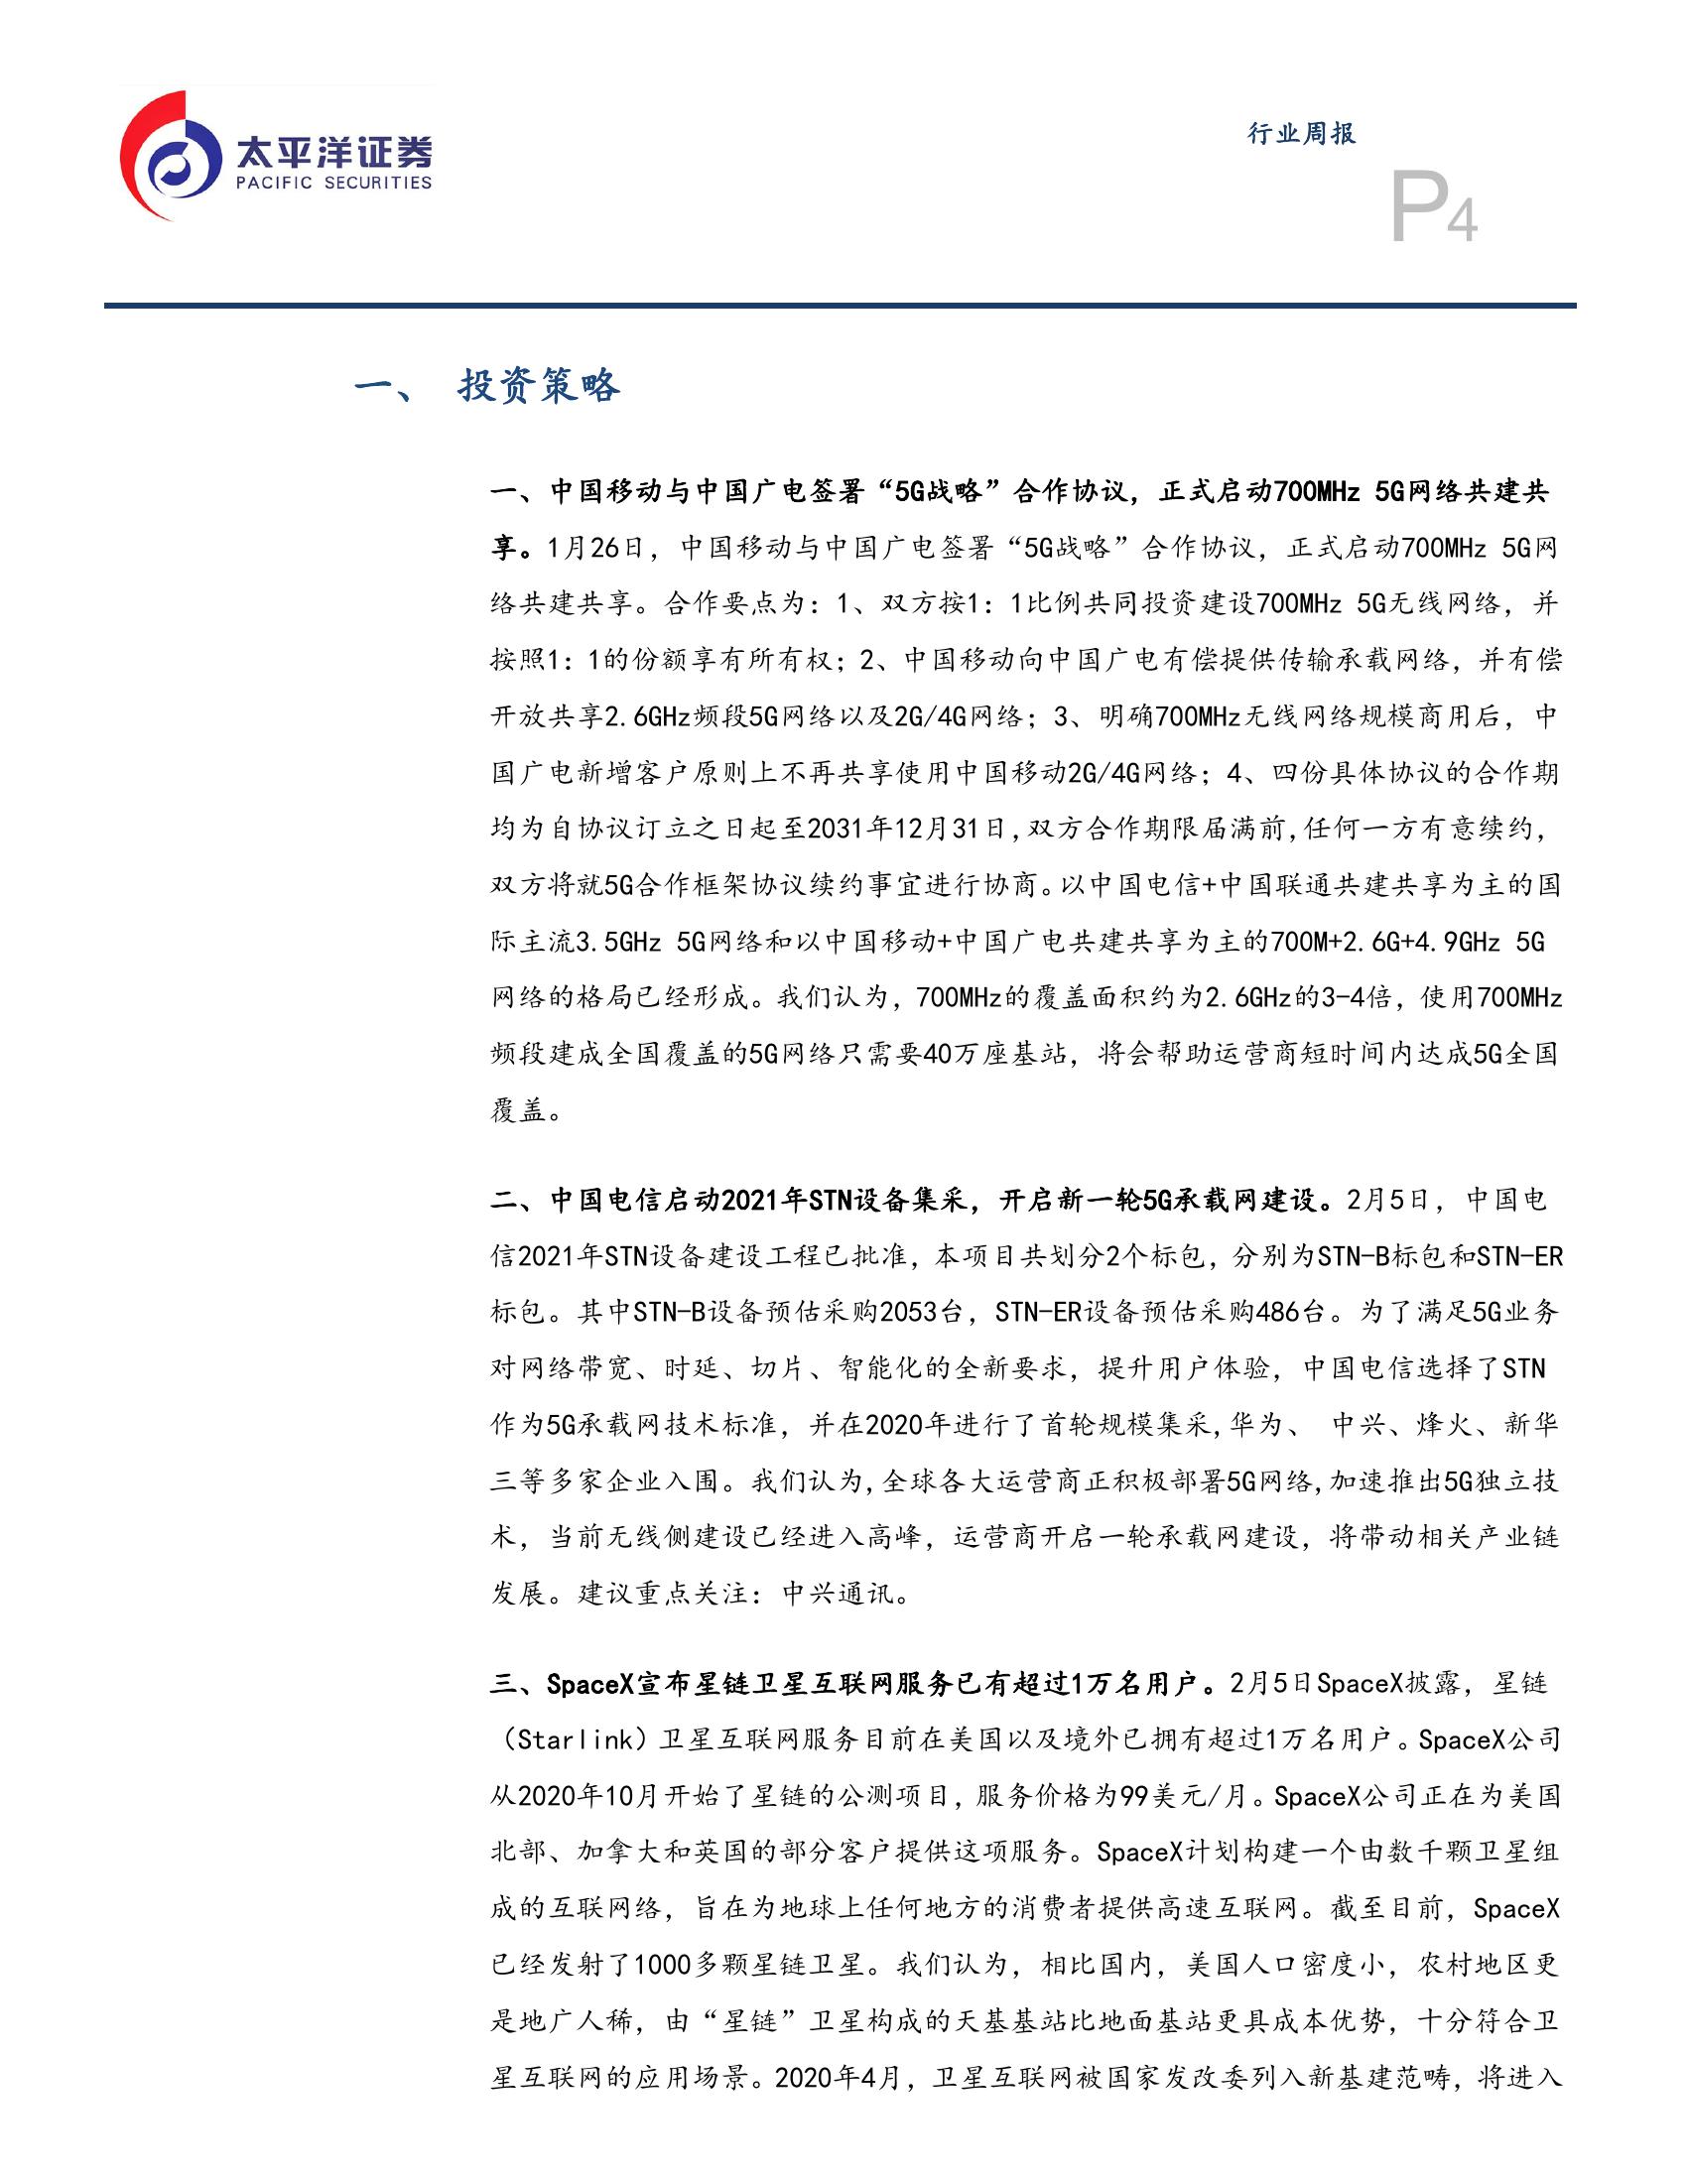 太平洋证券
PACIFIC SECURITIES
行业周报
P4
一、 投资策略
一、中国移动与中国广电签署“5G战略”合作协议，正式启动700MHz 5G网络共建共
享。1月26日，中国移动与中国广电签署“5G战略”合作协议，正式启动700MHz 5G网
络共建共享。合作要点为：1、双方按1：1比例共同投资建设700MHz 5G无线网络，并
按照1：1的份额享有所有权；2、中国移动向中国广电有偿提供传输承载网络，并有偿
开放共享2.6GHz频段5G网络以及2G/4G网络；3、明确700MHz无线网络规模商用后，中
国广电新增客户原则上不再共享使用中国移动2G/4G网络；4、四份具体协议的合作期
均为自协议订立之日起至2031年12月31日,双方合作期限届满前,任何一方有意续约，
双方将就5G合作框架协议续约事宜进行协商。以中国电信+中国联通共建共享为主的国
际主流3.5GHz 5G网络和以中国移动+中国广电共建共享为主的700M+2.6G+4.9GHz 5G
网络的格局已经形成。我们认为，700MHz的覆盖面积约为2.6GHz的3-4倍，使用700MHz
频段建成全国覆盖的5G网络只需要40万座基站，将会帮助运营商短时间内达成5G全国
覆盖。
二、中国电信启动2021年STN设备集采，开启新一轮5G承载网建设。2月5日，中国电
信2021年STN设备建设工程已批准，本项目共划分2个标包，分别为STN-B标包和STN-ER
标包。其中STN-B设备预估采购2053台，STN-ER设备预估采购486台。为了满足5G业务
对网络带宽、时延、切片、智能化的全新要求，提升用户体验，中国电信选择了STN
作为5G承载网技术标准，并在2020年进行了首轮规模集采,华为、 中兴、烽火、新华
三等多家企业入围。我们认为,全球各大运营商正积极部署5G网络,加速推出5G独立技
术，当前无线侧建设已经进入高峰，运营商开启一轮承载网建设，将带动相关产业链
发展。建议重点关注：中兴通讯。
三、SpaceX宣布星链卫星互联网服务已有超过1万名用户。2月5日SpaceX披露，星链
（Starlink）卫星互联网服务目前在美国以及境外已拥有超过1万名用户。SpaceX公司
从2020年10月开始了星链的公测项目，服务价格为99美元/月。SpaceX公司正在为美国
北部、加拿大和英国的部分客户提供这项服务。SpaceX计划构建一个由数千颗卫星组
成的互联网络，旨在为地球上任何地方的消费者提供高速互联网。截至目前，SpaceX
已经发射了1000多颗星链卫星。我们认为，相比国内，美国人口密度小，农村地区更
是地广人稀，由“星链”卫星构成的天基基站比地面基站更具成本优势，十分符合卫
星互联网的应用场景。2020年4月，卫星互联网被国家发改委列入新基建范畴，将进入